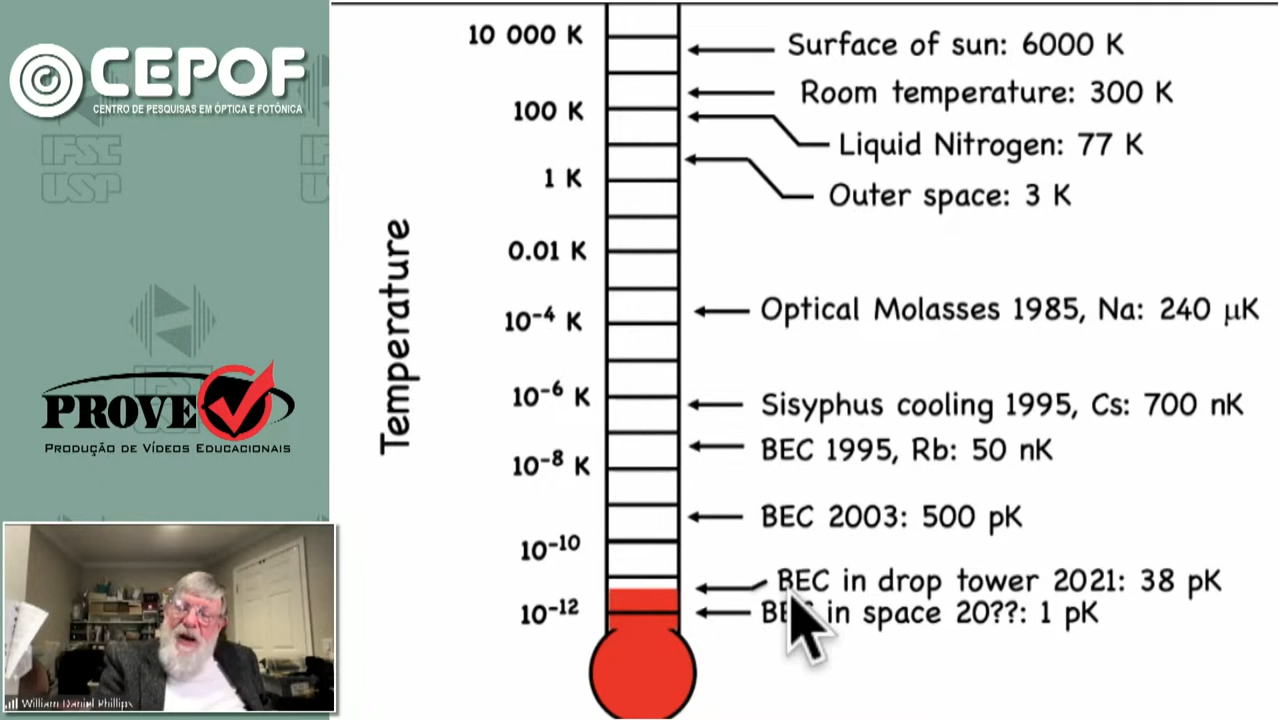 CEPOF
CENTRO DE PESQUISAS EM ÓPTICA E FOTÔNICA
IFSC
USP
PROVE
PRODUÇÃO DE VÍDEOS EDUCACIONAIS
William Daniel Phillips
Temperature
10 000 K
100 K
1 K
0.01 K
10⁻⁴ K
10⁻⁶ K
10⁻⁸ K
10⁻¹⁰
10⁻¹²
Surface of sun: 6000 K
Room temperature: 300 K
Liquid Nitrogen: 77 K
Outer space: 3 K
Optical Molasses 1985, Na: 240 μK
Sisyphus cooling 1995, Cs: 700 nK
BEC 1995, Rb: 50 nK
BEC 2003: 500 pK
BEC in drop tower 2021: 38 pK
BEC in space 20??: 1 pK